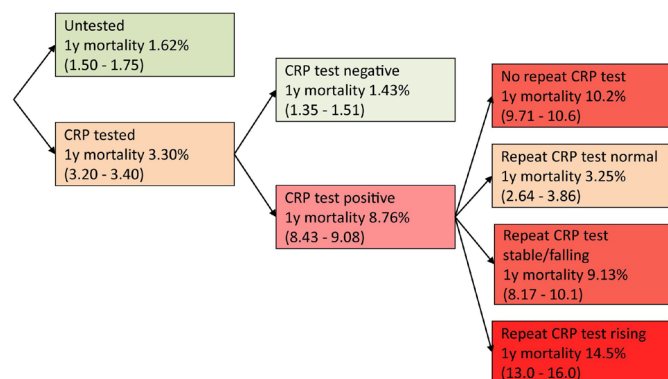 Untested
1y mortality 1.62%
(1.50 - 1.75)
CRP tested
1y mortality 3.30%
(3.20 - 3.40)
CRP test negative
1y mortality 1.43%
(1.35 - 1.51)
CRP test positive
1y mortality 8.76%
(8.43 - 9.08)
No repeat CRP test
1y mortality 10.2%
(9.71 - 10.6)
Repeat CRP test normal
1y mortality 3.25%
(2.64 - 3.86)
Repeat CRP test
stable/falling
1y mortality 9.13%
(8.17 - 10.1)
Repeat CRP test rising
1y mortality 14.5%
(13.0 - 16.0)